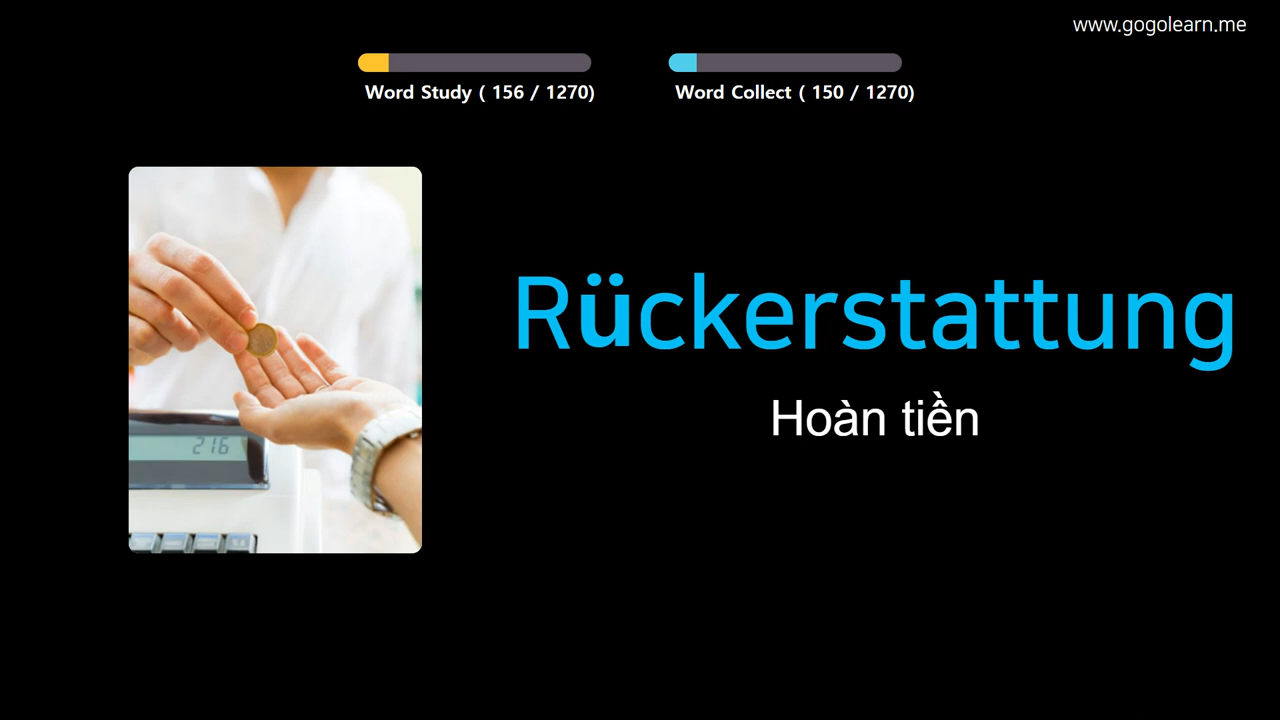 www.gogolearn.me
Word Study ( 156 / 1270)
Word Collect ( 150 / 1270)
Rückerstattung
Hoàn tiền
216